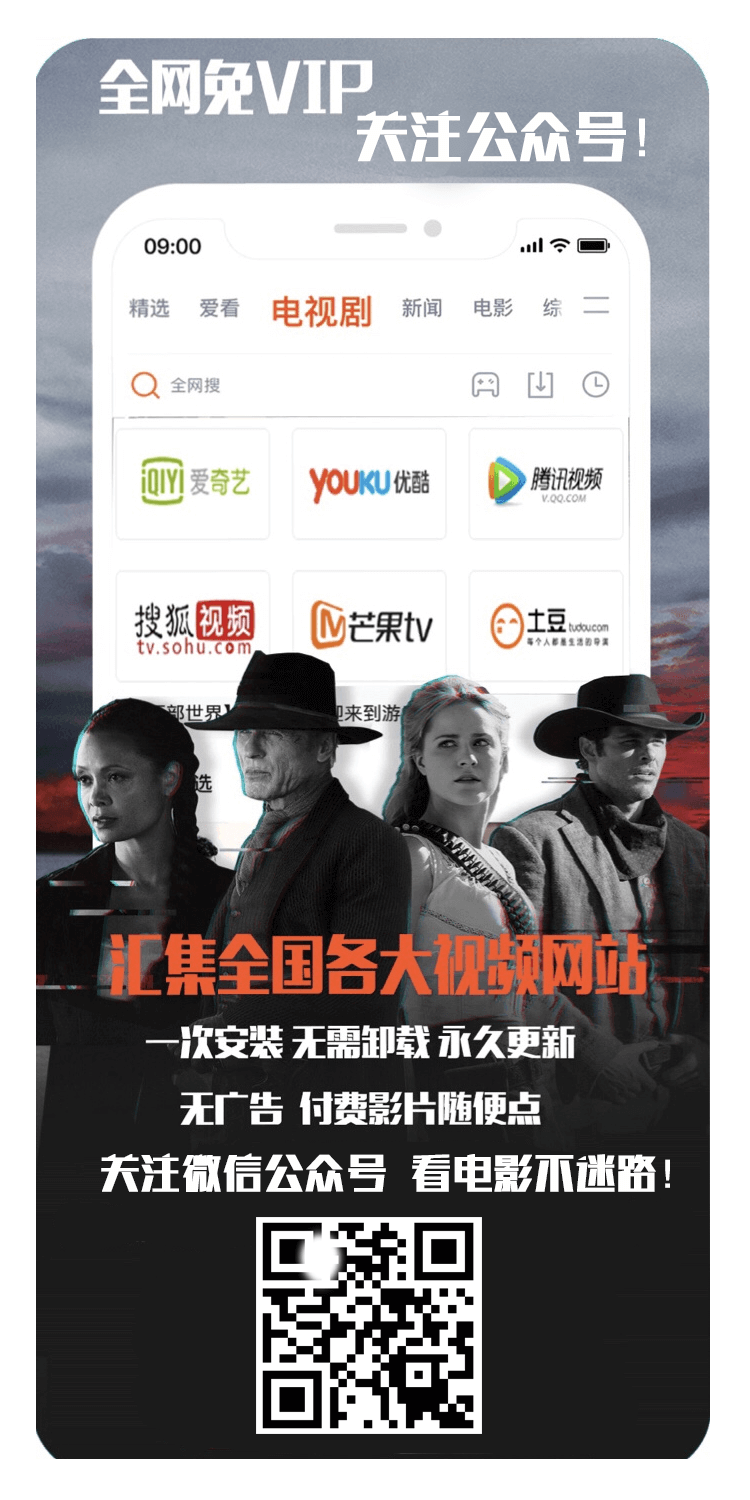 全网免VIP
关注公众号!
09:00
精选 爱看 电视剧 新闻 电影 综
全网搜
iQIYI 爱奇艺
YOUKU 优酷
腾讯视频
V.QQ.COM
搜狐视频
tv.sohu.com
芒果tv
土豆 tudou.com
每个人都是生活的导演
部世界】
迎来到游
选
汇集全国各大视频网站
一次安装 无需卸载 永久更新
无广告 付费影片随便点
关注微信公众号 看电影不迷路!